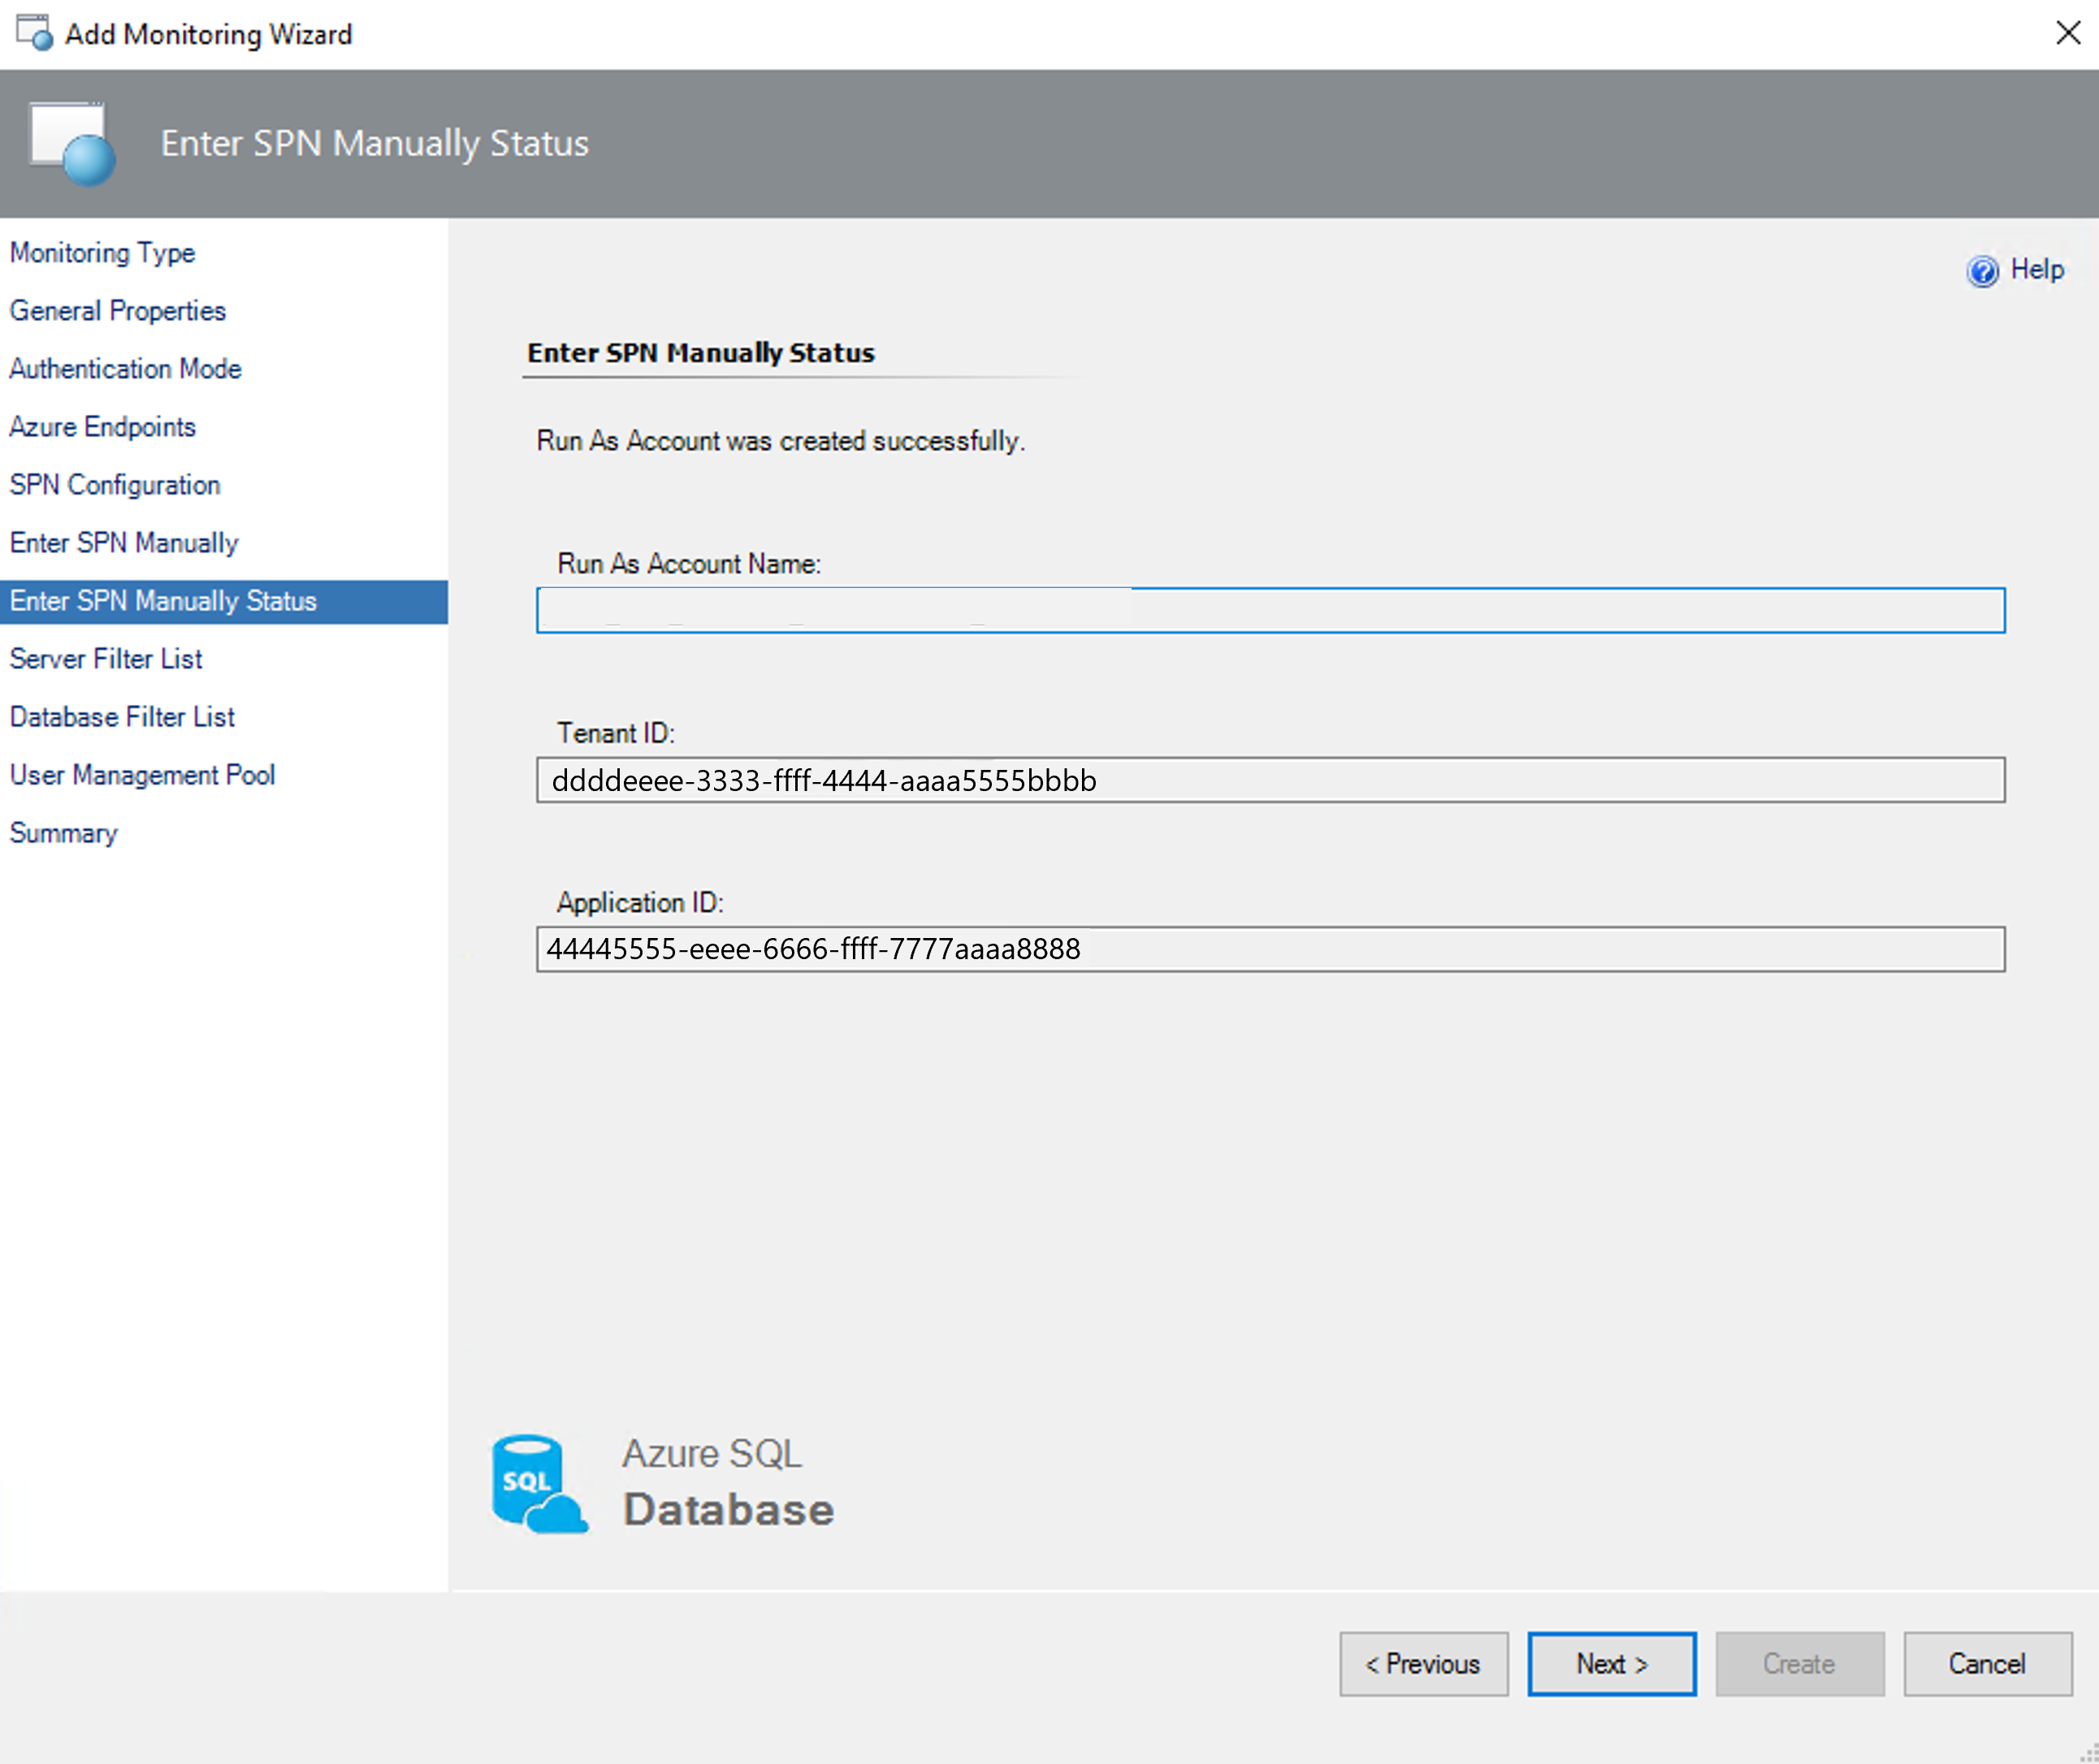 Add Monitoring Wizard
Enter SPN Manually Status
Monitoring Type
General Properties
Authentication Mode
Azure Endpoints
SPN Configuration
Enter SPN Manually
Enter SPN Manually Status
Server Filter List
Database Filter List
User Management Pool
Summary
Help
Enter SPN Manually Status
Run As Account was created successfully.
Run As Account Name:
Tenant ID:
ddddeeee-3333-ffff-4444-aaaa5555bbbb
Application ID:
44445555-eeee-6666-ffff-7777aaaa8888
SQL
Azure SQL
Database
< Previous
Next >
Create
Cancel